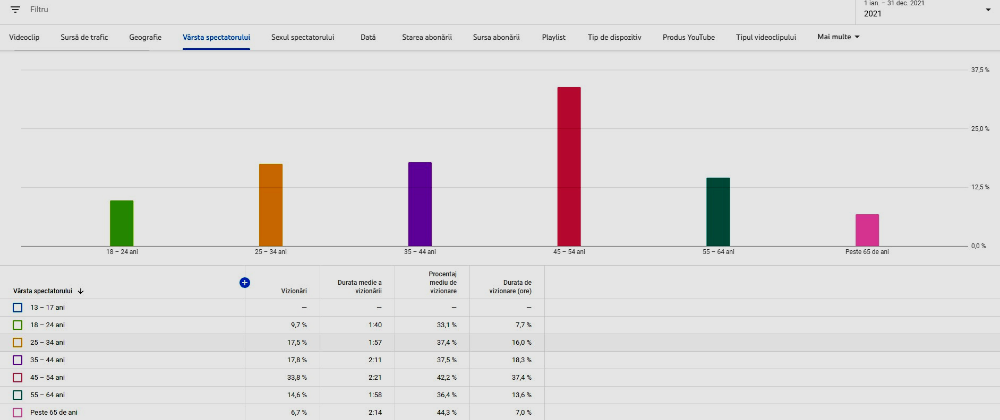 Filtru
1 ian. – 31 dec. 2021
2021
Videoclip Sursă de trafic Geografie Vârsta spectatorului Sexul spectatorului Dată Starea abonării Sursa abonării Playlist Tip de dispozitiv Produs YouTube Tipul videoclipului Mai multe
37,5 %
25,0 %
12,5 %
0,0 %
18 – 24 ani 25 – 34 ani 35 – 44 ani 45 – 54 ani 55 – 64 ani Peste 65 de ani
Vârsta spectatorului
Vizionări
Durata medie a
vizionării
Procentaj
mediu de
vizionare
Durata de
vizionare (ore)
13 – 17 ani — — — —
18 – 24 ani 9,7 % 1:40 33,1 % 7,7 %
25 – 34 ani 17,5 % 1:57 37,4 % 16,0 %
35 – 44 ani 17,8 % 2:11 37,5 % 18,3 %
45 – 54 ani 33,8 % 2:21 42,2 % 37,4 %
55 – 64 ani 14,6 % 1:58 36,4 % 13,6 %
Peste 65 de ani 6,7 % 2:14 44,3 % 7,0 %